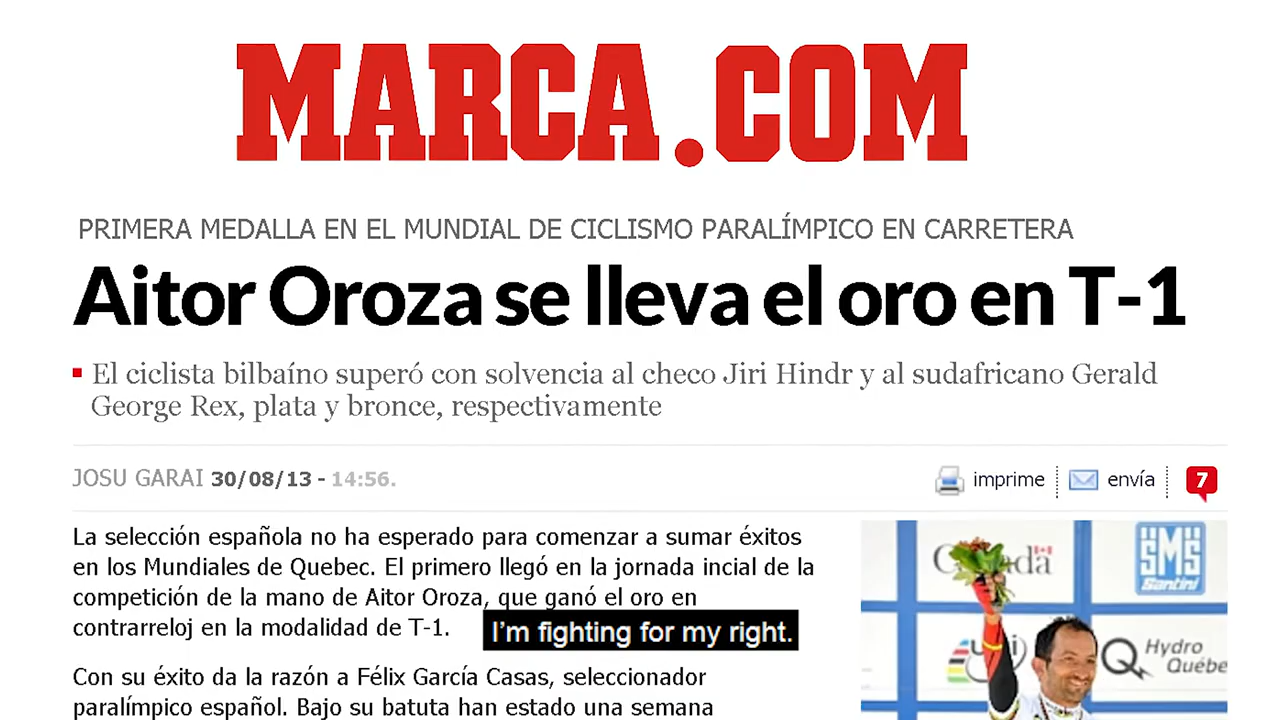 MARCA.COM
PRIMERA MEDALLA EN EL MUNDIAL DE CICLISMO PARALÍMPICO EN CARRETERA
Aitor Oroza se lleva el oro en T-1
El ciclista bilbaíno superó con solvencia al checo Jiri Hindr y al sudafricano Gerald
George Rex, plata y bronce, respectivamente
JOSU GARAI 30/08/13 - 14:56.
imprime
envía
7
La selección española no ha esperado para comenzar a sumar éxitos
en los Mundiales de Quebec. El primero llegó en la jornada incial de la
competición de la mano de Aitor Oroza, que ganó el oro en
contrarreloj en la modalidad de T-1.
I'm fighting for my right.
Con su éxito da la razón a Félix García Casas, seleccionador
paralímpico español. Bajo su batuta han estado una semana
SMS
Santini
Hydro